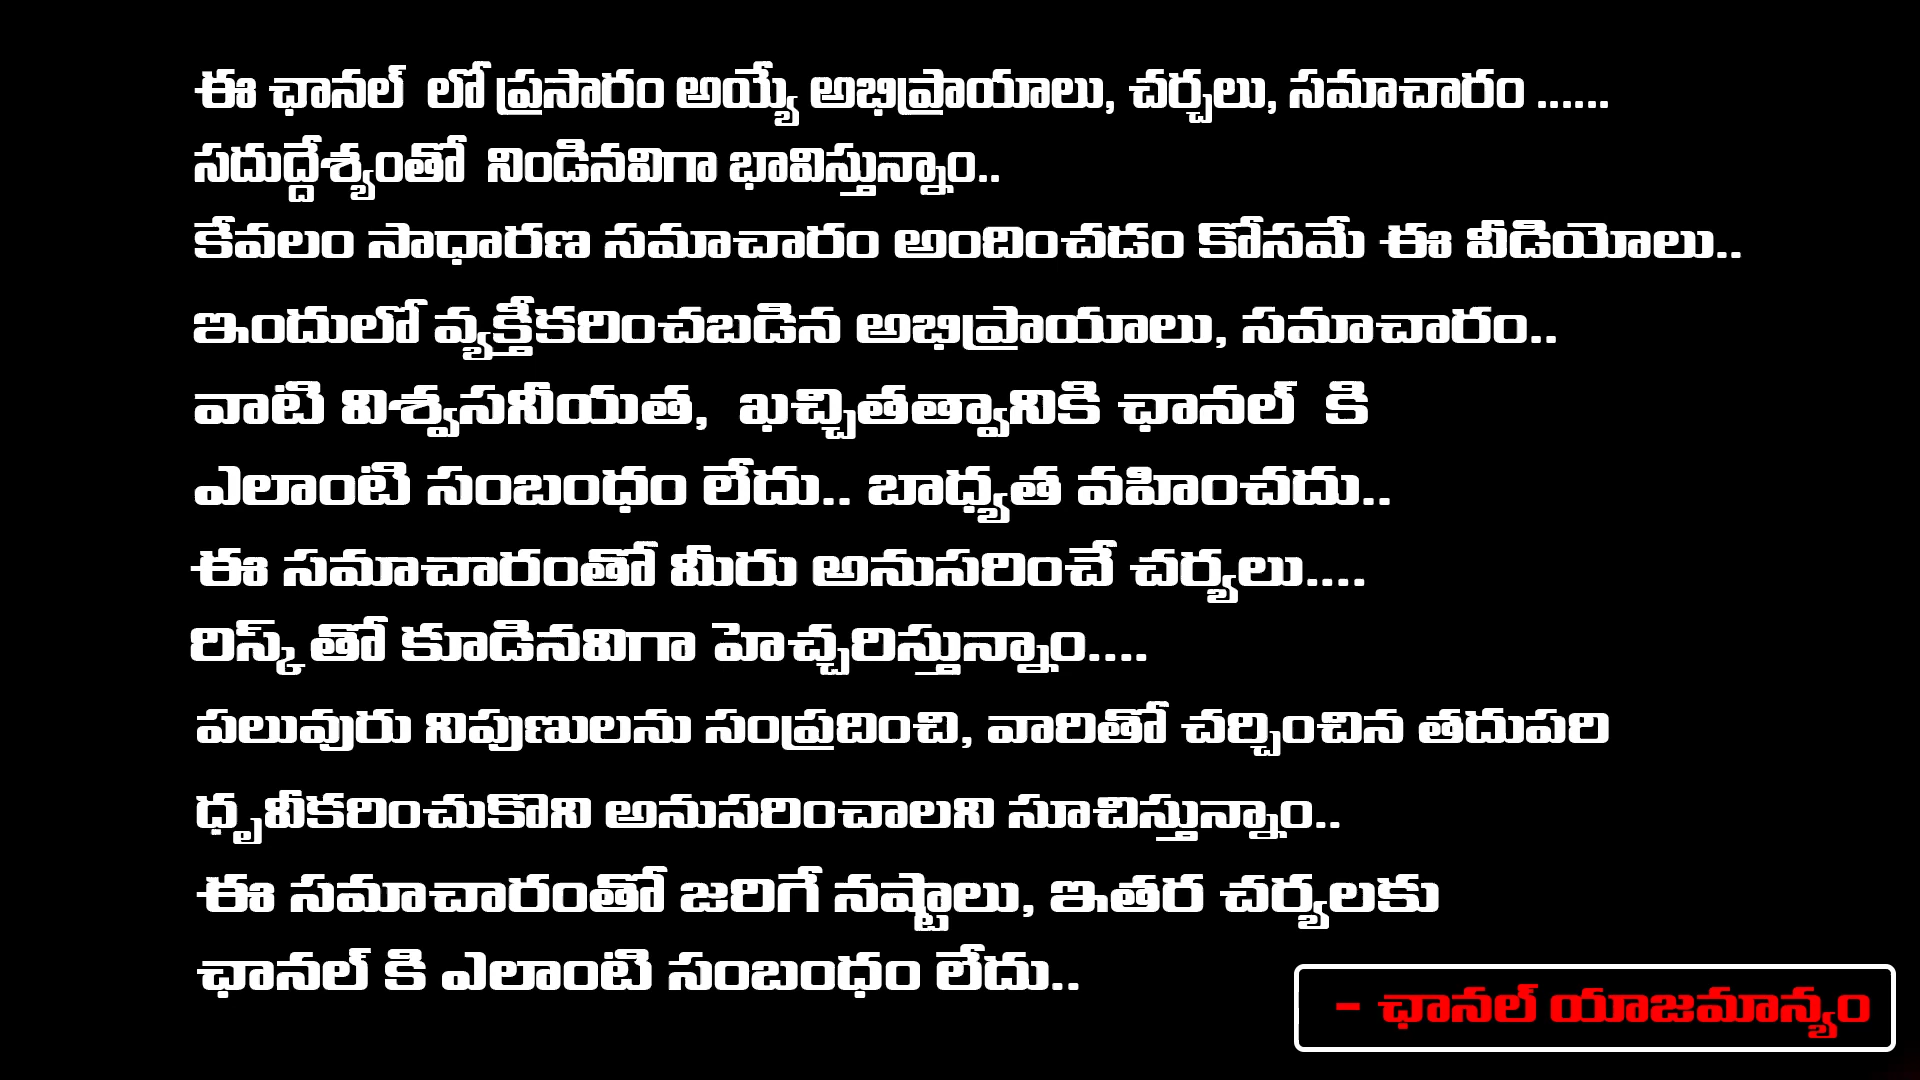 ఈ ఛానల్ లో ప్రసారం అయ్యే అభిప్రాయాలు, చర్చలు, సమాచారం ......
సదుద్దేశ్యంతో నిండినవిగా భావిస్తున్నాం..
కేవలం సాధారణ సమాచారం అందించడం కోసమే ఈ వీడియోలు..
ఇందులో వ్యక్తీకరించబడిన అభిప్రాయాలు, సమాచారం..
వాటి విశ్వసనీయత, ఖచ్చితత్వానికి ఛానల్ కి
ఎలాంటి సంబంధం లేదు.. బాధ్యత వహించదు..
ఈ సమాచారంతో మీరు అనుసరించే చర్యలు....
రిస్క్ తో కూడినవిగా హెచ్చరిస్తున్నాం....
పలువురు నిపుణులను సంప్రదించి, వారితో చర్చించిన తదుపరి
ధృవీకరించుకొని అనుసరించాలని సూచిస్తున్నాం..
ఈ సమాచారంతో జరిగే నష్టాలు, ఇతర చర్యలకు
ఛానల్ కి ఎలాంటి సంబంధం లేదు..
- ఛానల్ యాజమాన్యం